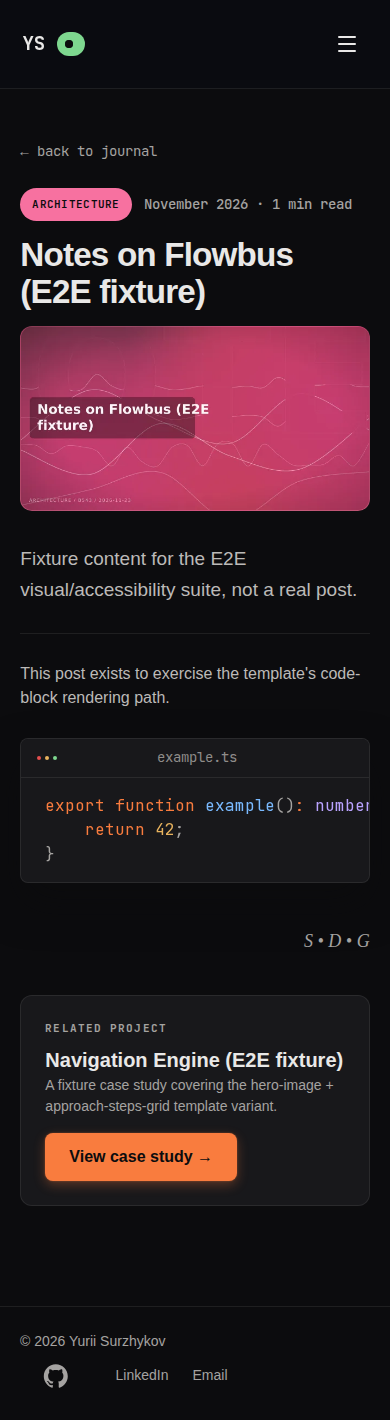 YS
← back to journal
ARCHITECTURE November 2026 · 1 min read
Notes on Flowbus
(E2E fixture)
Notes on Flowbus (E2E
fixture)
Fixture content for the E2E
visual/accessibility suite, not a real post.
This post exists to exercise the template's code-
block rendering path.
example.ts
export function example(): number
return 42;
}
S • D • G
RELATED PROJECT
Navigation Engine (E2E fixture)
A fixture case study covering the hero-image +
approach-steps-grid template variant.
View case study →
© 2026 Yurii Surzhykov
LinkedIn Email